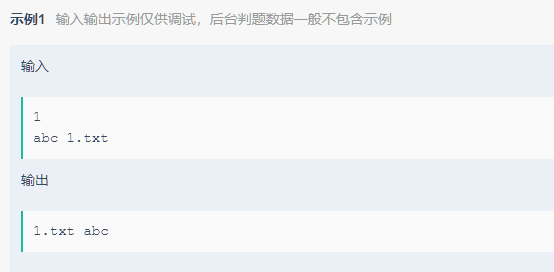 示例1 输入输出示例仅供调试，后台判题数据一般不包含示例
输入
1
abc 1.txt
输出
1.txt abc